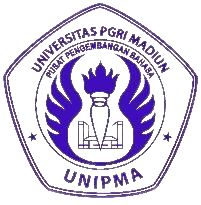 UNIVERSITAS PGRI MADIUN
PUSAT PENGEMBANGAN BAHASA
UNIPMA